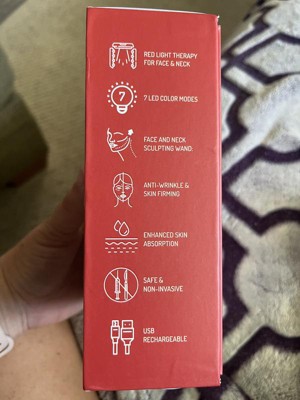 RED LIGHT THERAPY
FOR FACE & NECK
7
7 LED COLOR MODES
FACE AND NECK
SCULPTING WAND
ANTI-WRINKLE &
SKIN FIRMING
ENHANCED SKIN
ABSORPTION
SAFE &
NON-INVASIVE
USB
RECHARGEABLE